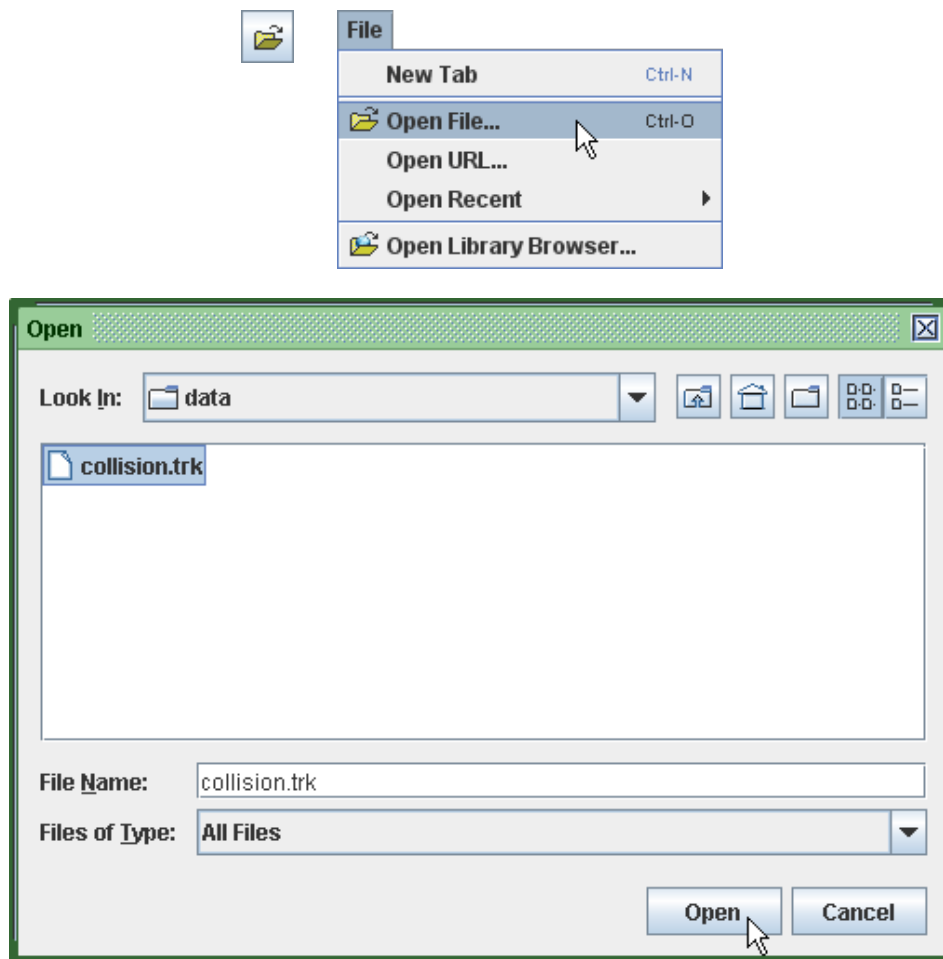 File
New Tab Ctrl-N
Open File... Ctrl-O
Open URL...
Open Recent
Open Library Browser...
Open
Look In: data
collision.trk
File Name: collision.trk
Files of Type: All Files
Open Cancel